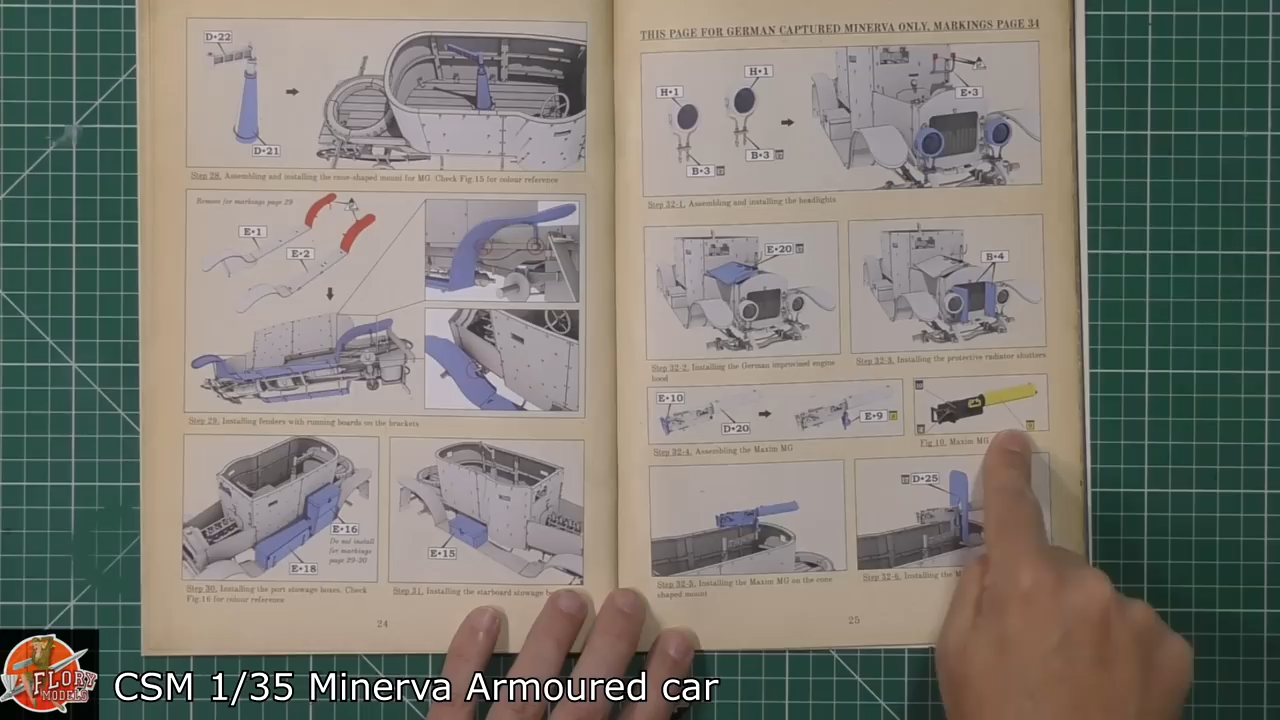 D•22
D•21
Step 28. Assembling and installing the cone-shaped mount for MG. Check Fig.15 for colour reference
Remove for markings page 29
E•1
E•2
Step 29. Installing fenders with running boards on the brackets
E•16
Do not install
for markings
page 29-30
E•18
Step 30. Installing the port stowage boxes. Check
Fig.16 for colour reference
E•15
Step 31. Installing the starboard stowage
24
THIS PAGE FOR GERMAN CAPTURED MINERVA ONLY, MARKINGS PAGE 34
H•1
H•1
B•3
B•3
E•3
Step 32-1. Assembling and installing the headlights
E•20
Step 32-2. Installing the German improvised engine
hood
B•4
Step 32-3. Installing the protective radiator shutters
E•10
D•20
E•9
Step 32-4. Assembling the Maxim MG
Fig.19. Maxim MG
Step 32-5. Installing the Maxim MG on the cone
shaped mount
D•25
Step 32-6. Installing the
25
FLORY
MODELS
CSM 1/35 Minerva Armoured car